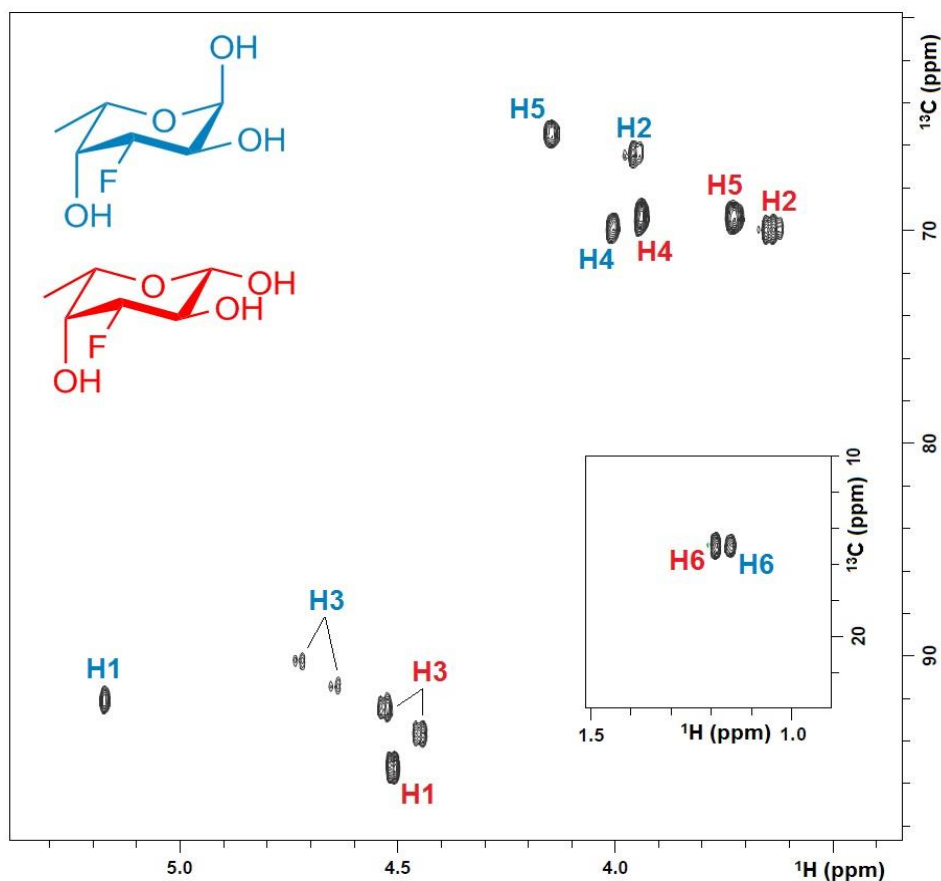 OH
O
OH
F
OH
O
OH
OH
F
OH
H5
H2
H5
H2
H4
H4
H3
H1
H3
H1
H6
H6
10
20
¹³C (ppm)
1.5
¹H (ppm)
1.0
¹³C (ppm)
70
80
90
5.0
4.5
4.0
¹H (ppm)